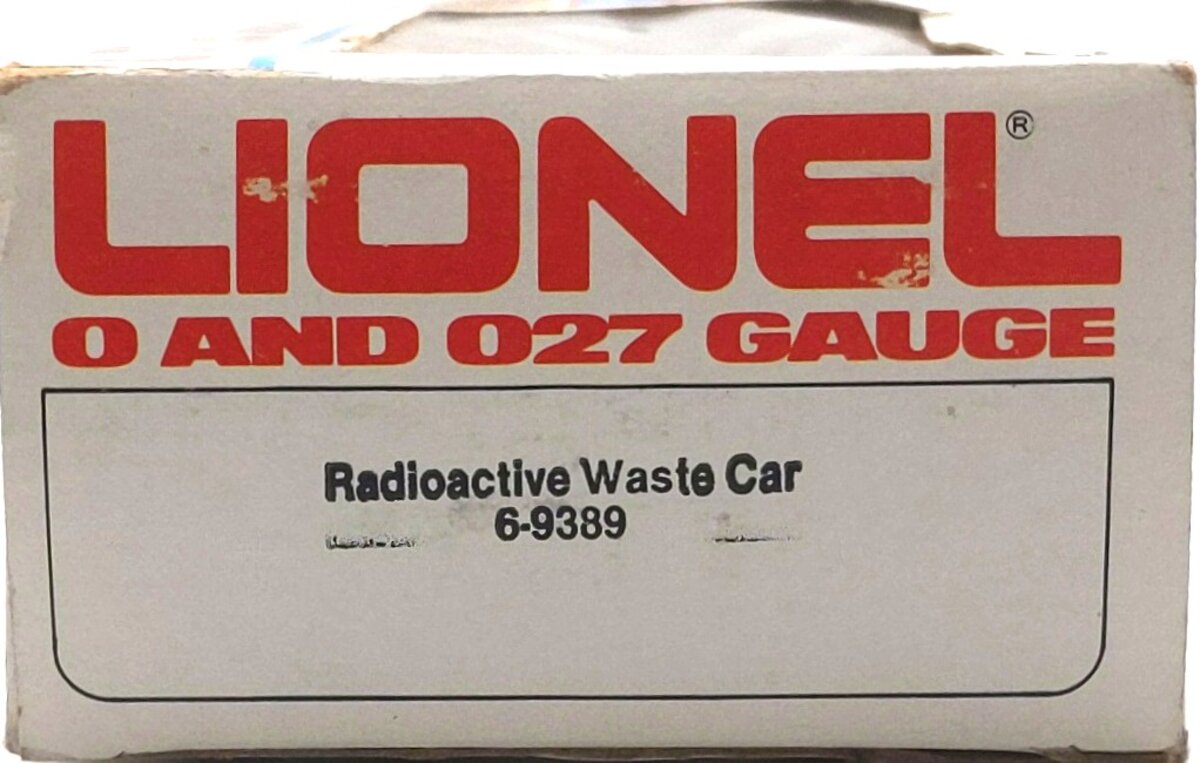 LIONEL®
O AND O27 GAUGE
Radioactive Waste Car
6-9389